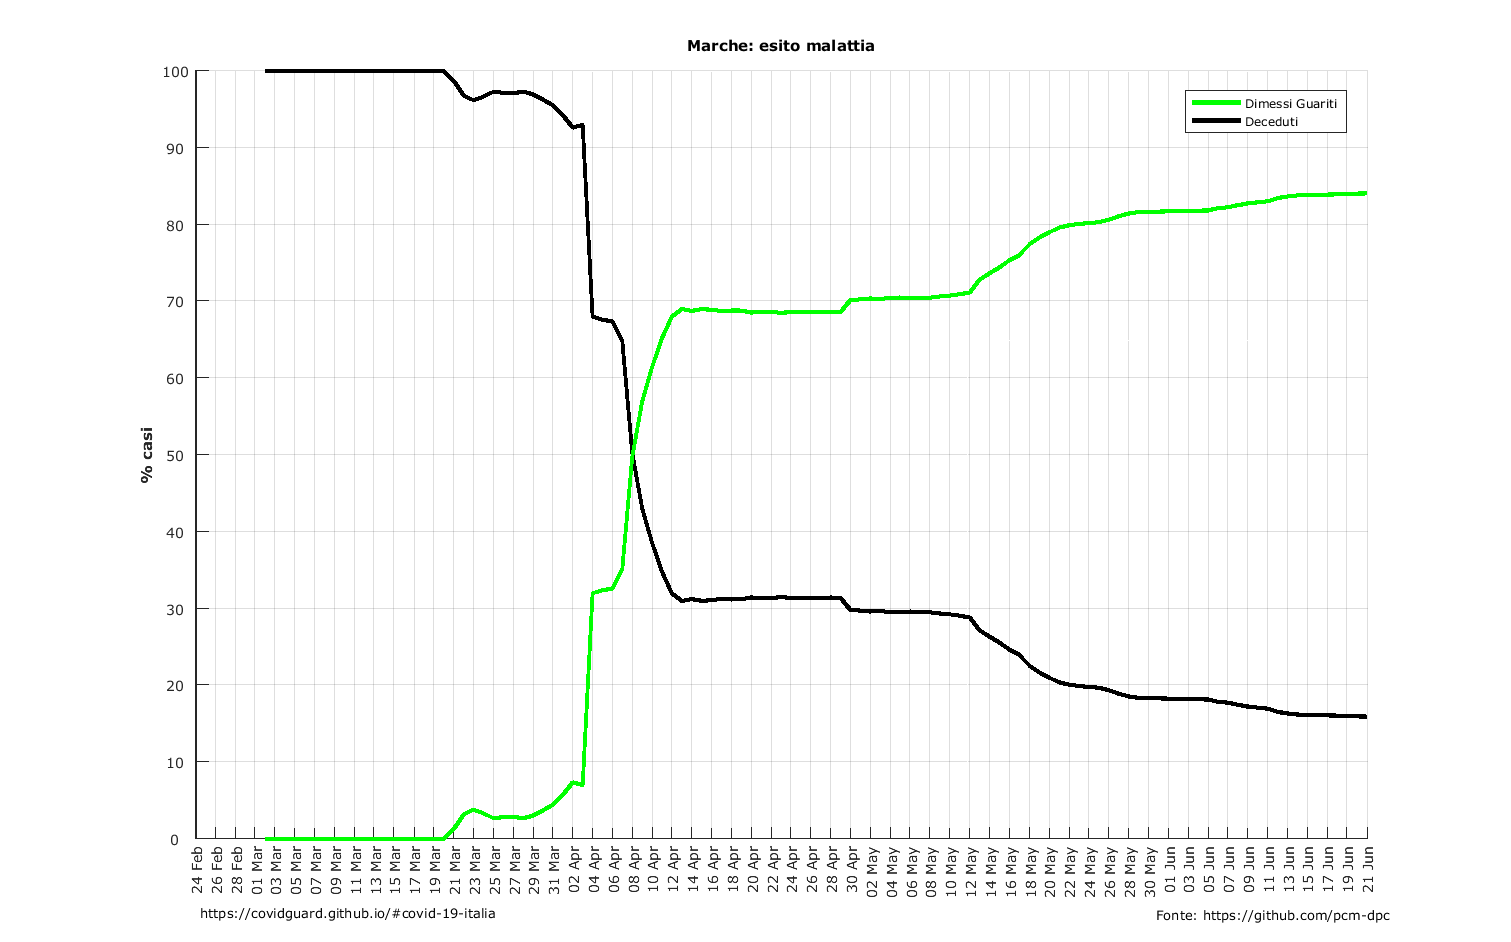 Marche: esito malattia
100
90
80
70
60
50
40
30
20
10
0
% casi
Dimessi Guariti
Deceduti
24 Feb
26 Feb
28 Feb
01 Mar
03 Mar
05 Mar
07 Mar
09 Mar
11 Mar
13 Mar
15 Mar
17 Mar
19 Mar
21 Mar
23 Mar
25 Mar
27 Mar
29 Mar
31 Mar
02 Apr
04 Apr
06 Apr
08 Apr
10 Apr
12 Apr
14 Apr
16 Apr
18 Apr
20 Apr
22 Apr
24 Apr
26 Apr
28 Apr
30 Apr
02 May
04 May
06 May
08 May
10 May
12 May
14 May
16 May
18 May
20 May
22 May
24 May
26 May
28 May
30 May
01 Jun
03 Jun
05 Jun
07 Jun
09 Jun
11 Jun
13 Jun
15 Jun
17 Jun
19 Jun
21 Jun
https://covidguard.github.io/#covid-19-italia
Fonte: https://github.com/pcm-dpc